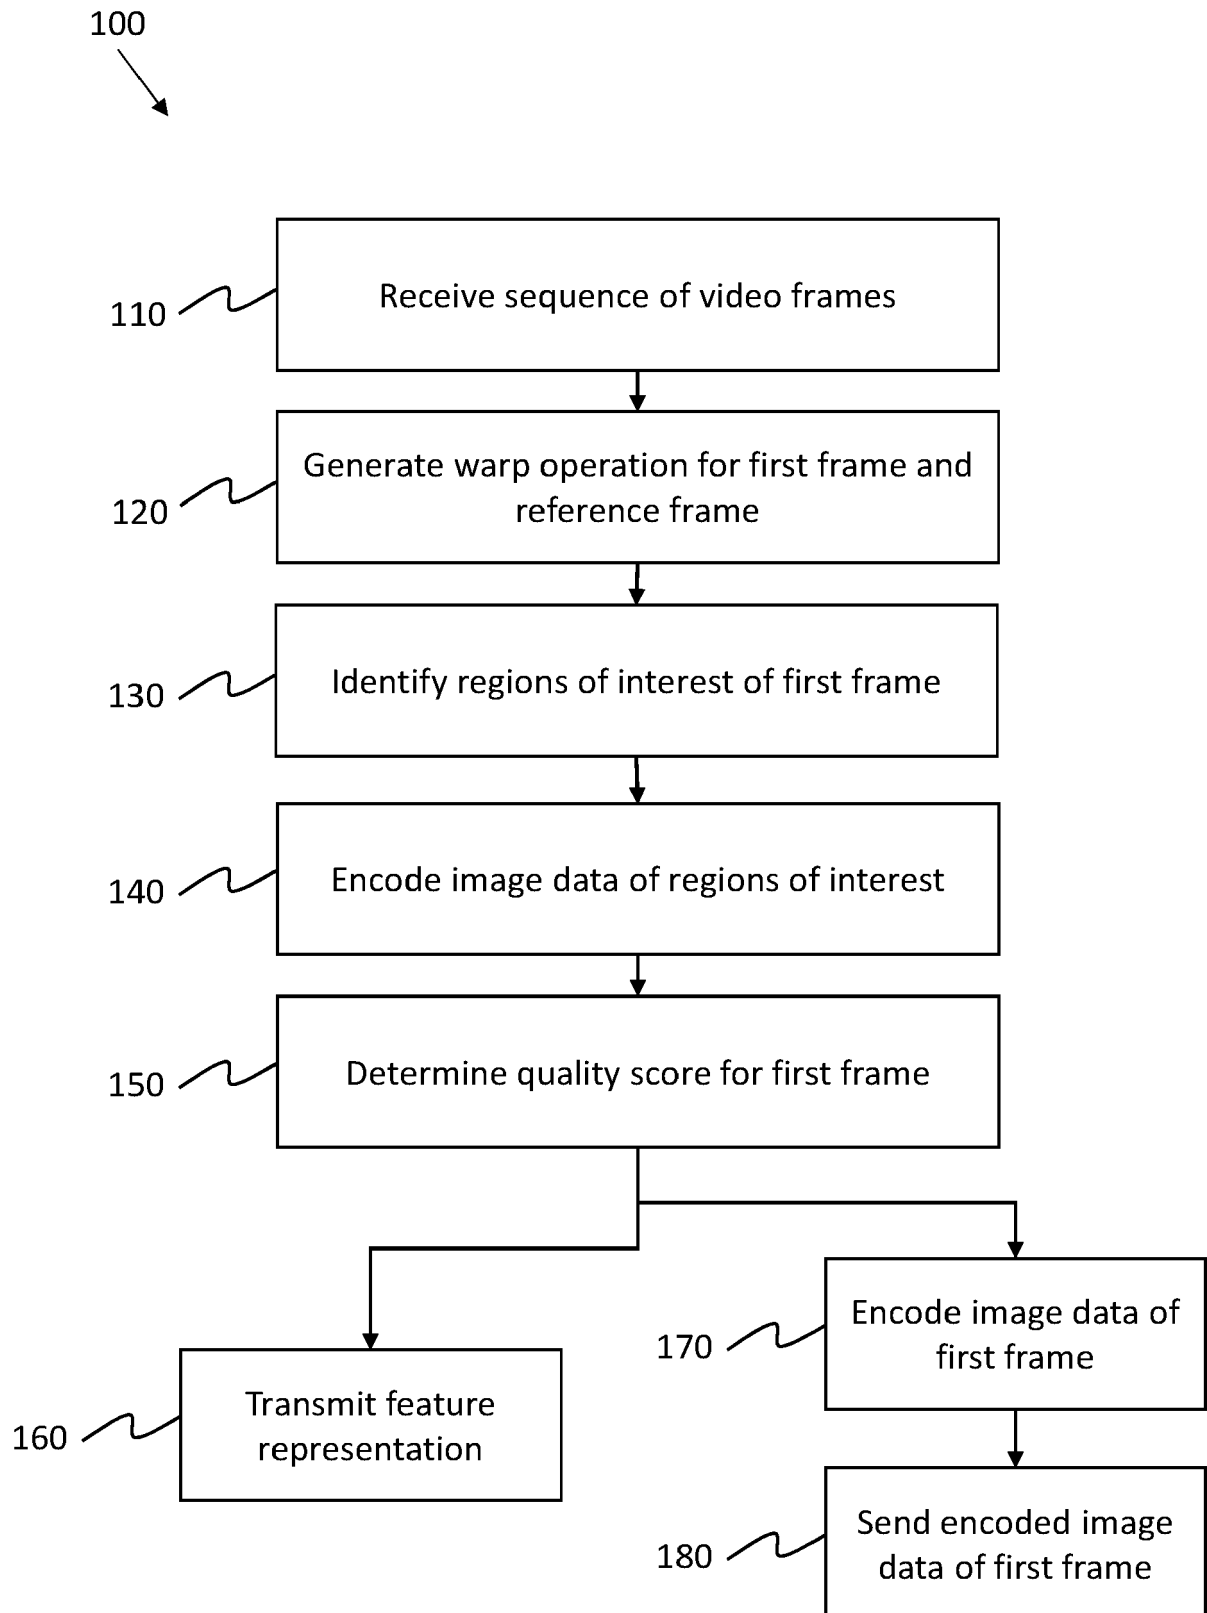 100
110
Receive sequence of video frames
120
Generate warp operation for first frame and
reference frame
130
Identify regions of interest of first frame
140
Encode image data of regions of interest
150
Determine quality score for first frame
160
Transmit feature
representation
170
Encode image data of
first frame
180
Send encoded image
data of first frame